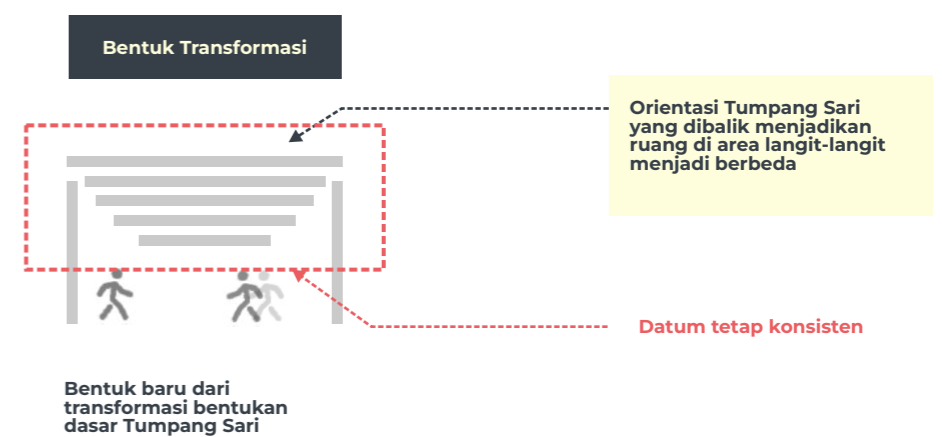 Bentuk Transformasi
Orientasi Tumpang Sari
yang dibalik menjadikan
ruang di area langit-langit
menjadi berbeda
Datum tetap konsisten
Bentuk baru dari
transformasi bentukan
dasar Tumpang Sari